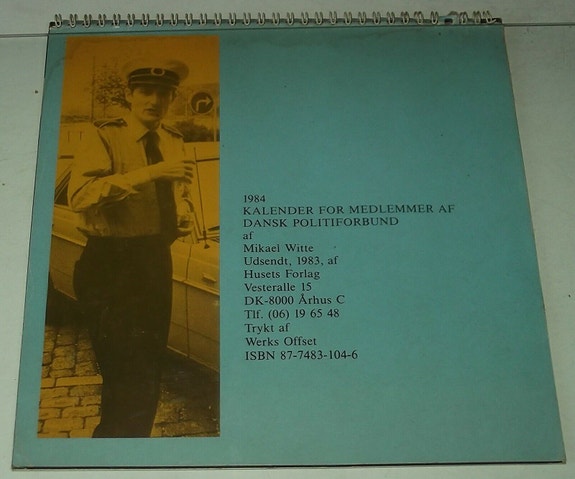 1984
KALENDER FOR MEDLEMMER AF
DANSK POLITIFORBUND
af
Mikael Witte
Udsendt, 1983, af
Husets Forlag
Vesteralle 15
DK-8000 Århus C
Tlf. (06) 19 65 48
Trykt af
Werks Offset
ISBN 87-7483-104-6